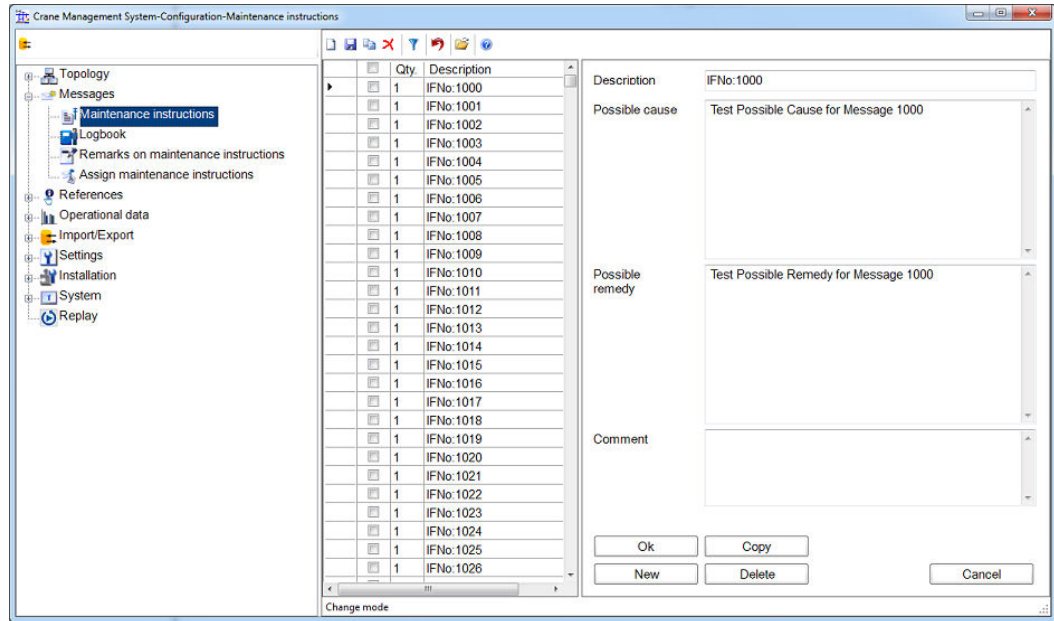 Crane Management System-Configuration-Maintenance instructions
Topology
Messages
Maintenance instructions
Logbook
Remarks on maintenance instructions
Assign maintenance instructions
References
Operational data
Import/Export
Settings
Installation
System
Replay
Qty. Description
1 IFNo:1000
1 IFNo:1001
1 IFNo:1002
1 IFNo:1003
1 IFNo:1004
1 IFNo:1005
1 IFNo:1006
1 IFNo:1007
1 IFNo:1008
1 IFNo:1009
1 IFNo:1010
1 IFNo:1011
1 IFNo:1012
1 IFNo:1013
1 IFNo:1014
1 IFNo:1015
1 IFNo:1016
1 IFNo:1017
1 IFNo:1018
1 IFNo:1019
1 IFNo:1020
1 IFNo:1021
1 IFNo:1022
1 IFNo:1023
1 IFNo:1024
1 IFNo:1025
1 IFNo:1026
Change mode
Description IFNo:1000
Possible cause Test Possible Cause for Message 1000
Possible Test Possible Remedy for Message 1000
remedy
Comment
Ok Copy
New Delete Cancel